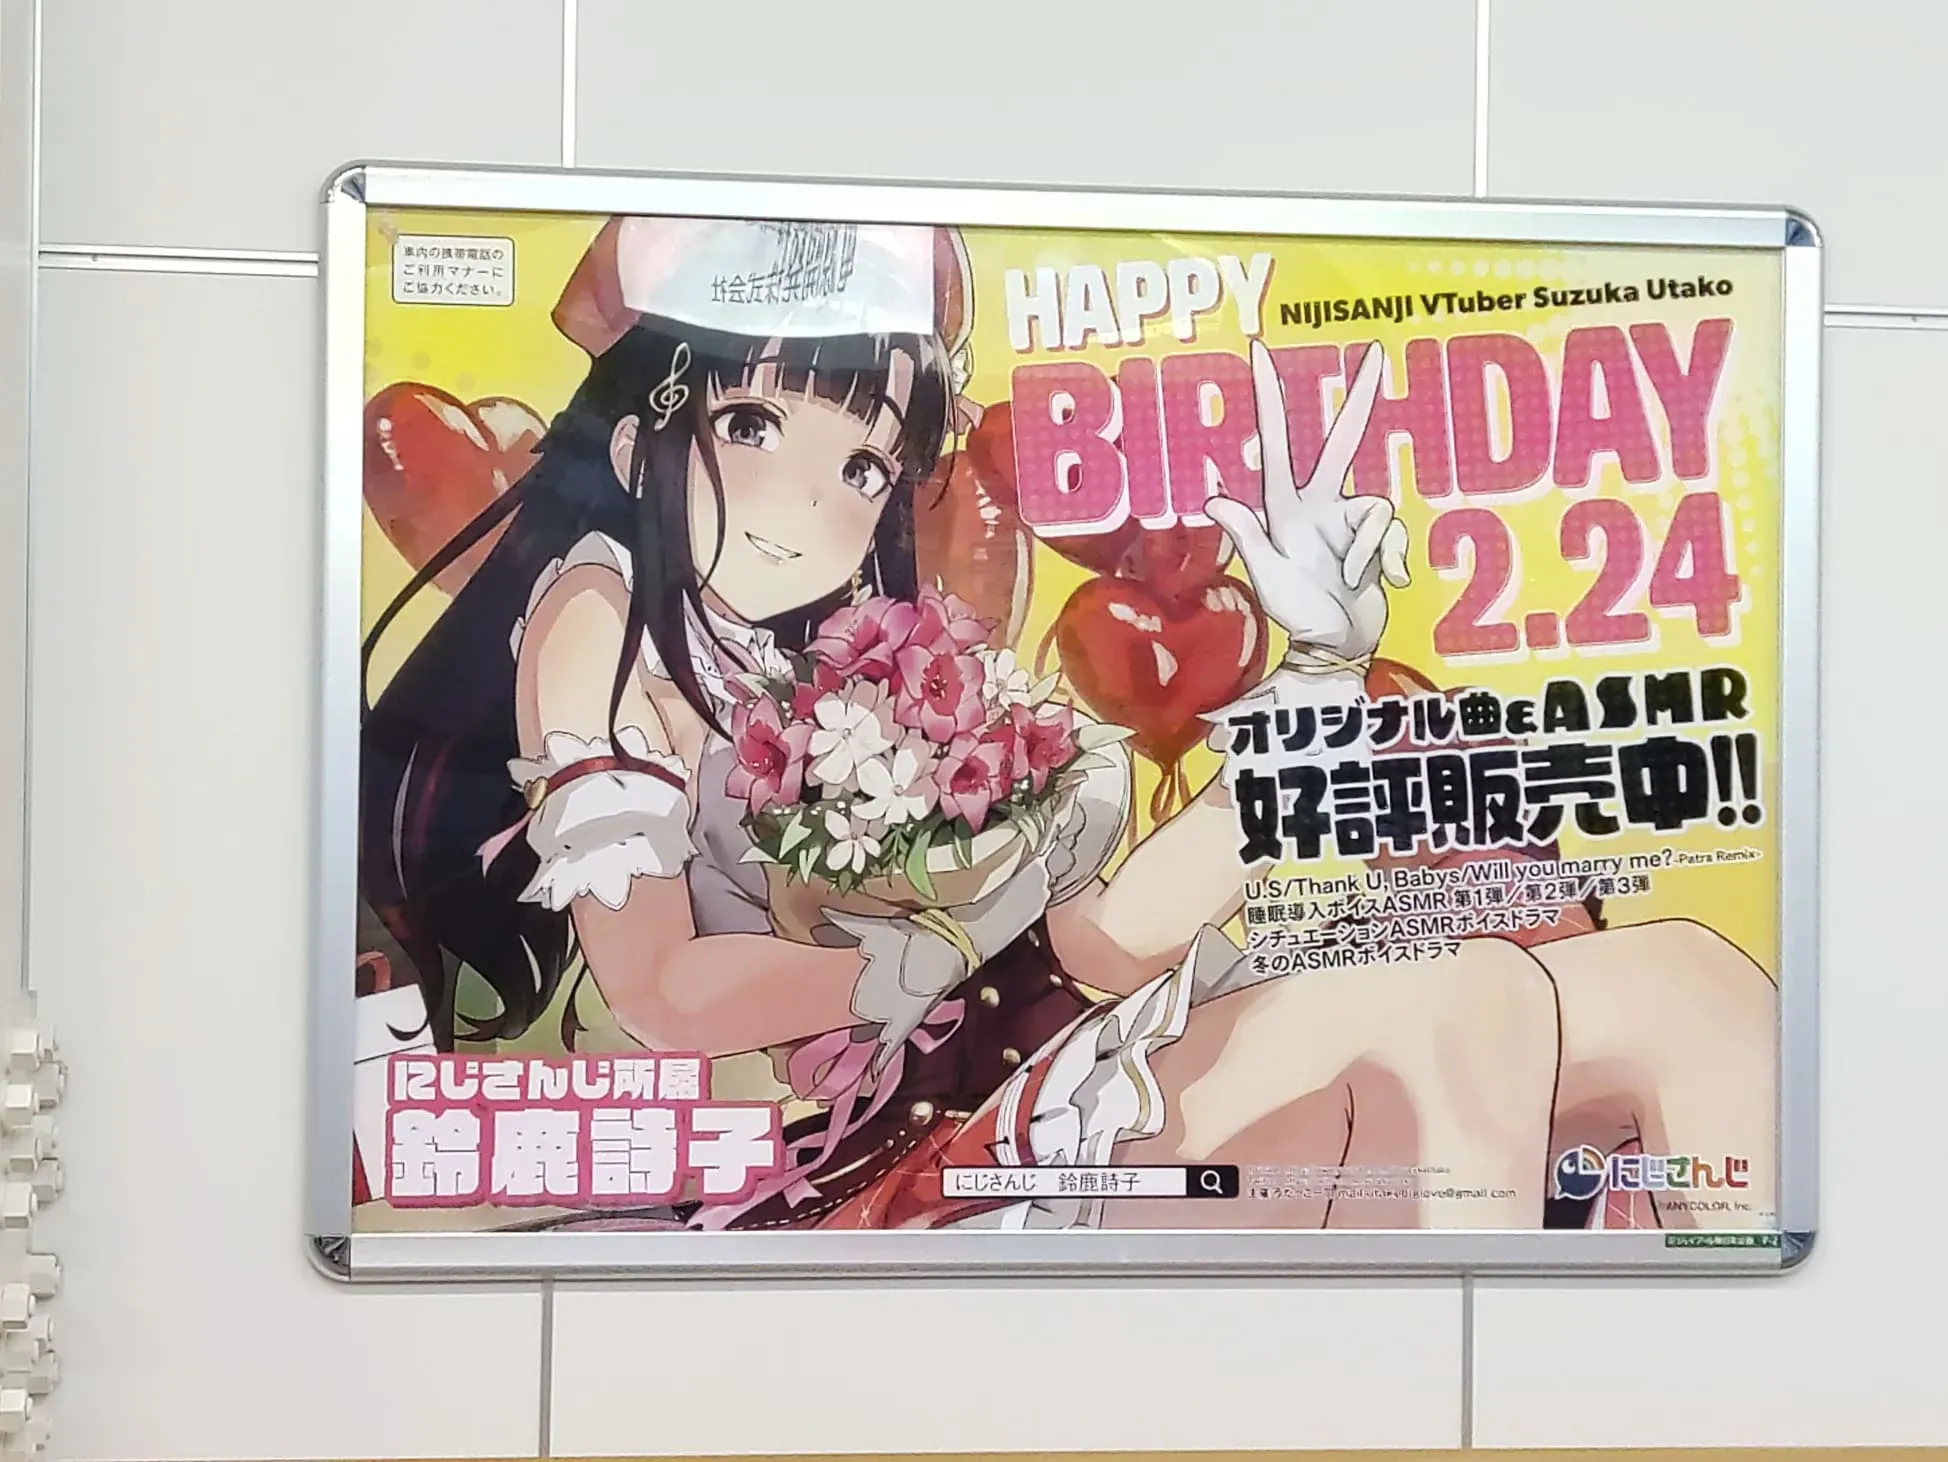 車内の携帯電話の
ご利用マナーに
ご協力ください。
HAPPY
NIJISANJI VTuber Suzuka Utako
BIRTHDAY
2.24
オリジナル曲&ASMR
好評販売中!!
U.S/Thank U, Babys/Will you marry me?-Patra Remix-
睡眠導入ボイスASMR 第1弾/第2弾/第3弾
シチュエーションASMRボイスドラマ
冬のASMRボイスドラマ
にじさんじ所属
鈴鹿詩子
にじさんじ 鈴鹿詩子
にじさんじ
©ANYCOLOR, Inc.